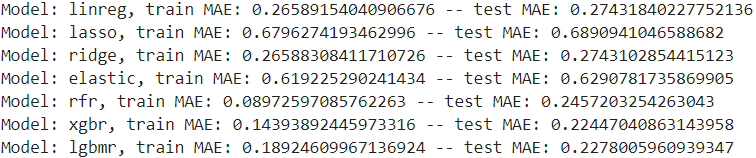 Model: linreg, train MAE: 0.26589154040906676 -- test MAE: 0.27431840227752136
Model: lasso, train MAE: 0.6796274193462996 -- test MAE: 0.6890941046588682
Model: ridge, train MAE: 0.26588308411710726 -- test MAE: 0.2743102854415123
Model: elastic, train MAE: 0.619225290241434 -- test MAE: 0.6290781735869905
Model: rfr, train MAE: 0.08972597085762263 -- test MAE: 0.2457203254263043
Model: xgbr, train MAE: 0.14393892445973316 -- test MAE: 0.22447040863143958
Model: lgbmr, train MAE: 0.18924609967136924 -- test MAE: 0.2278005960939347